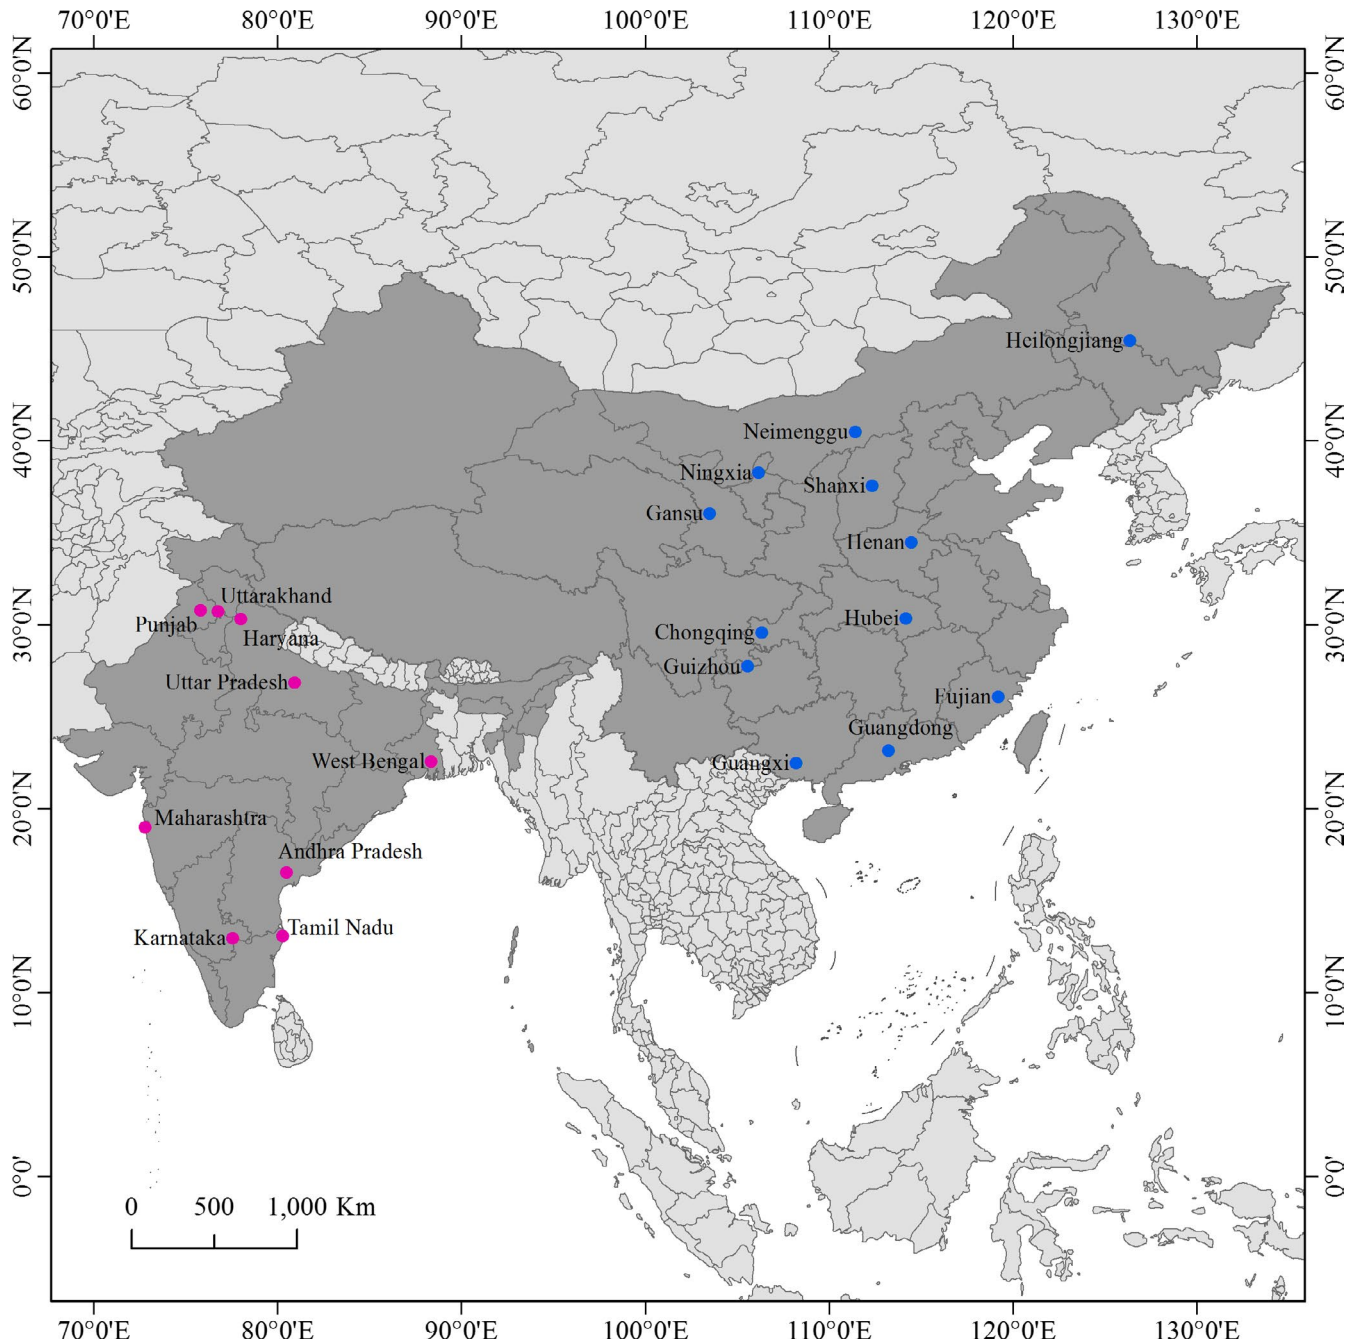 70°0'E 80°0'E 90°0'E 100°0'E 110°0'E 120°0'E 130°0'E
60°0'N
60°0'N
50°0'N
50°0'N
Heilongjiang
40°0'N
40°0'N
Neimenggu
Ningxia
Shanxi
Gansu
Henan
Uttarakhand
Punjab
Haryana
30°0'N
30°0'N
Hubei
Chongqing
Guizhou
Uttar Pradesh
Fujian
Guangdong
West Bengal
Guangxi
20°0'N
20°0'N
Maharashtra
Andhra Pradesh
Tamil Nadu
Karnataka
10°0'N
10°0'N
0°0'
0°0'
0 500 1,000 Km
70°0'E 80°0'E 90°0'E 100°0'E 110°0'E 120°0'E 130°0'E